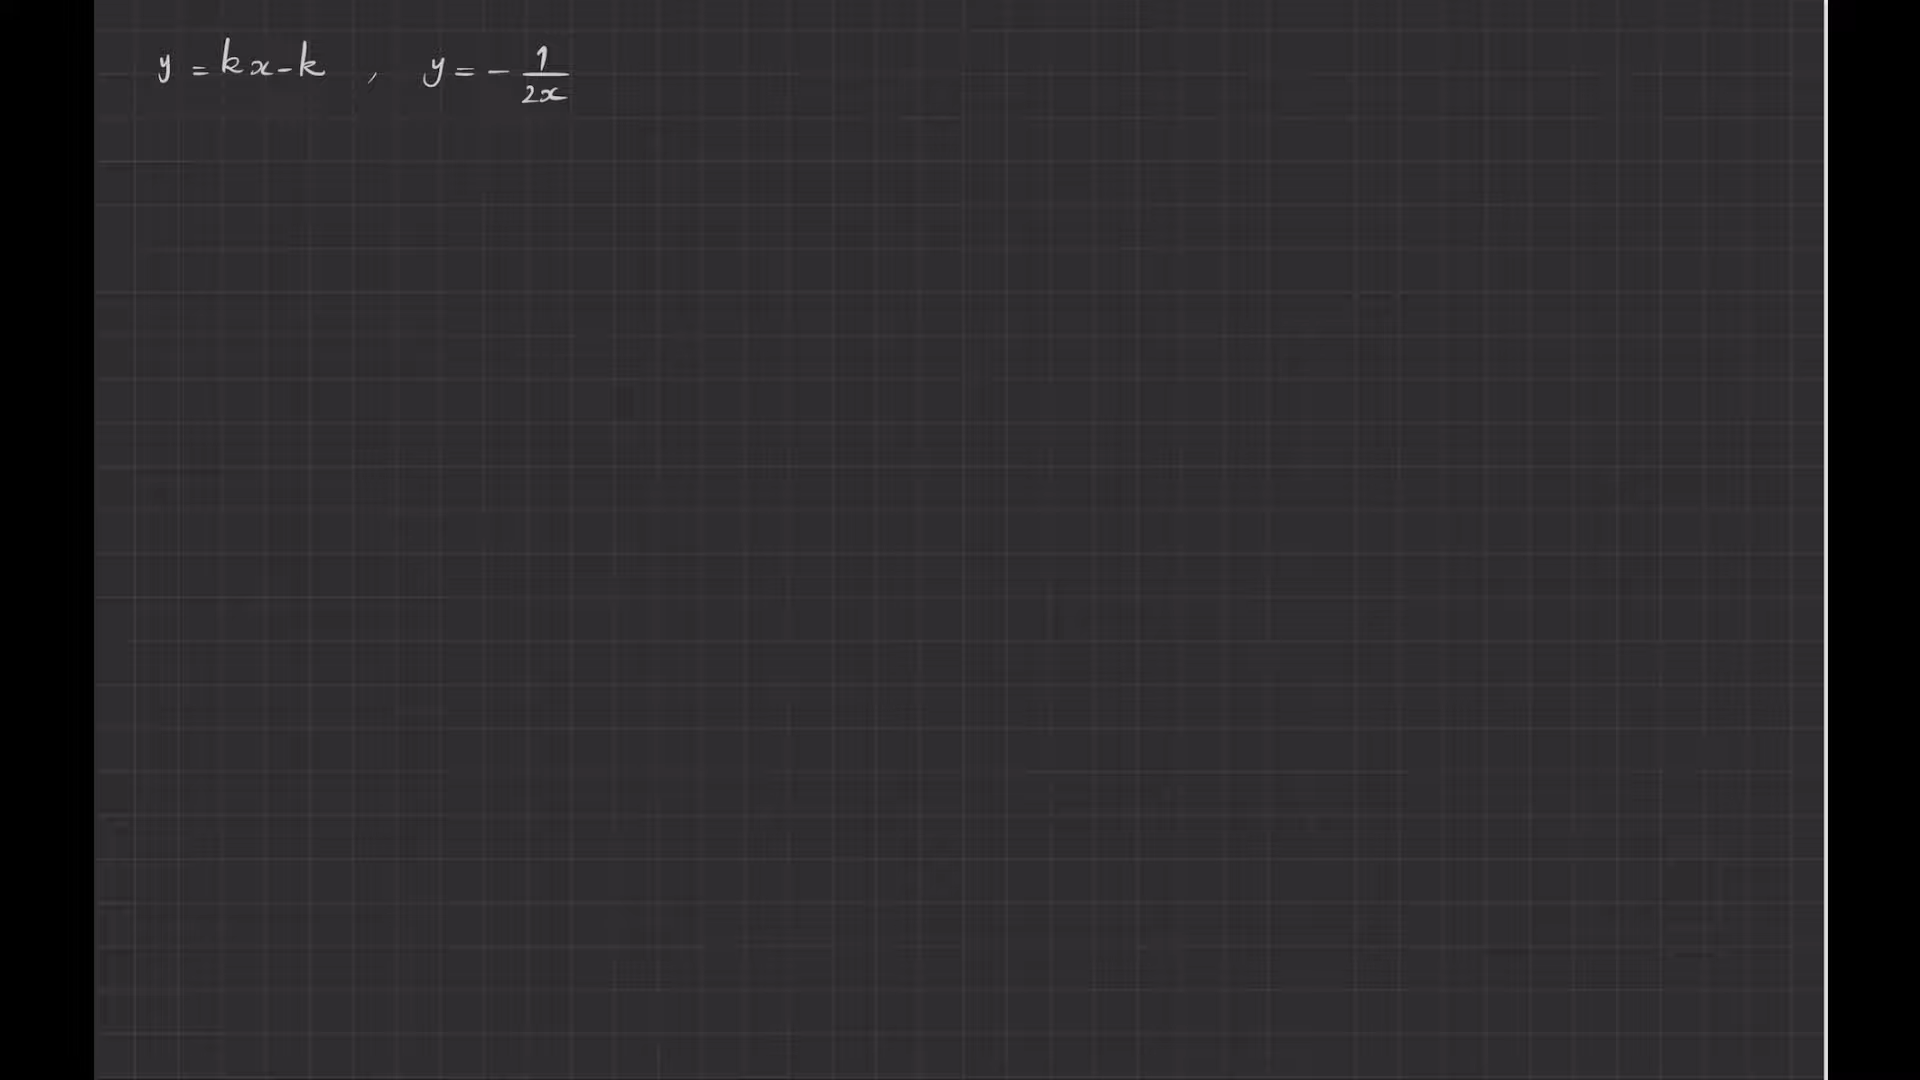 y = kx - k , y = - 1/2x